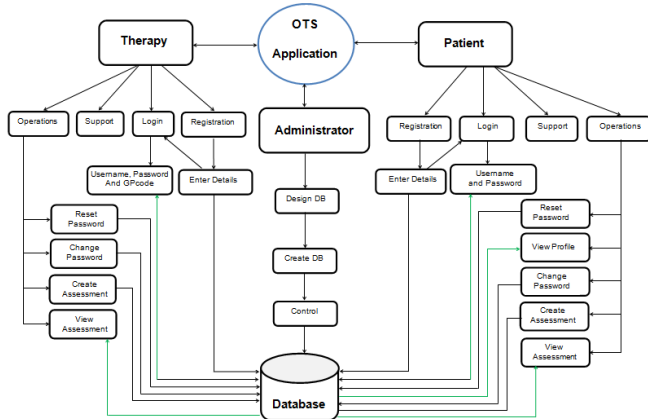 OTS
Application
Therapy
Patient
Operations
Support
Login
Registration
Administrator
Registration
Login
Support
Operations
Username, Password
And GPcode
Enter Details
Enter Details
Username
and Password
Design DB
Reset
Password
Change
Password
Create
Assessment
View
Assessment
Create DB
Control
Reset
Password
View Profile
Change
Password
Create
Assessment
View
Assessment
Database